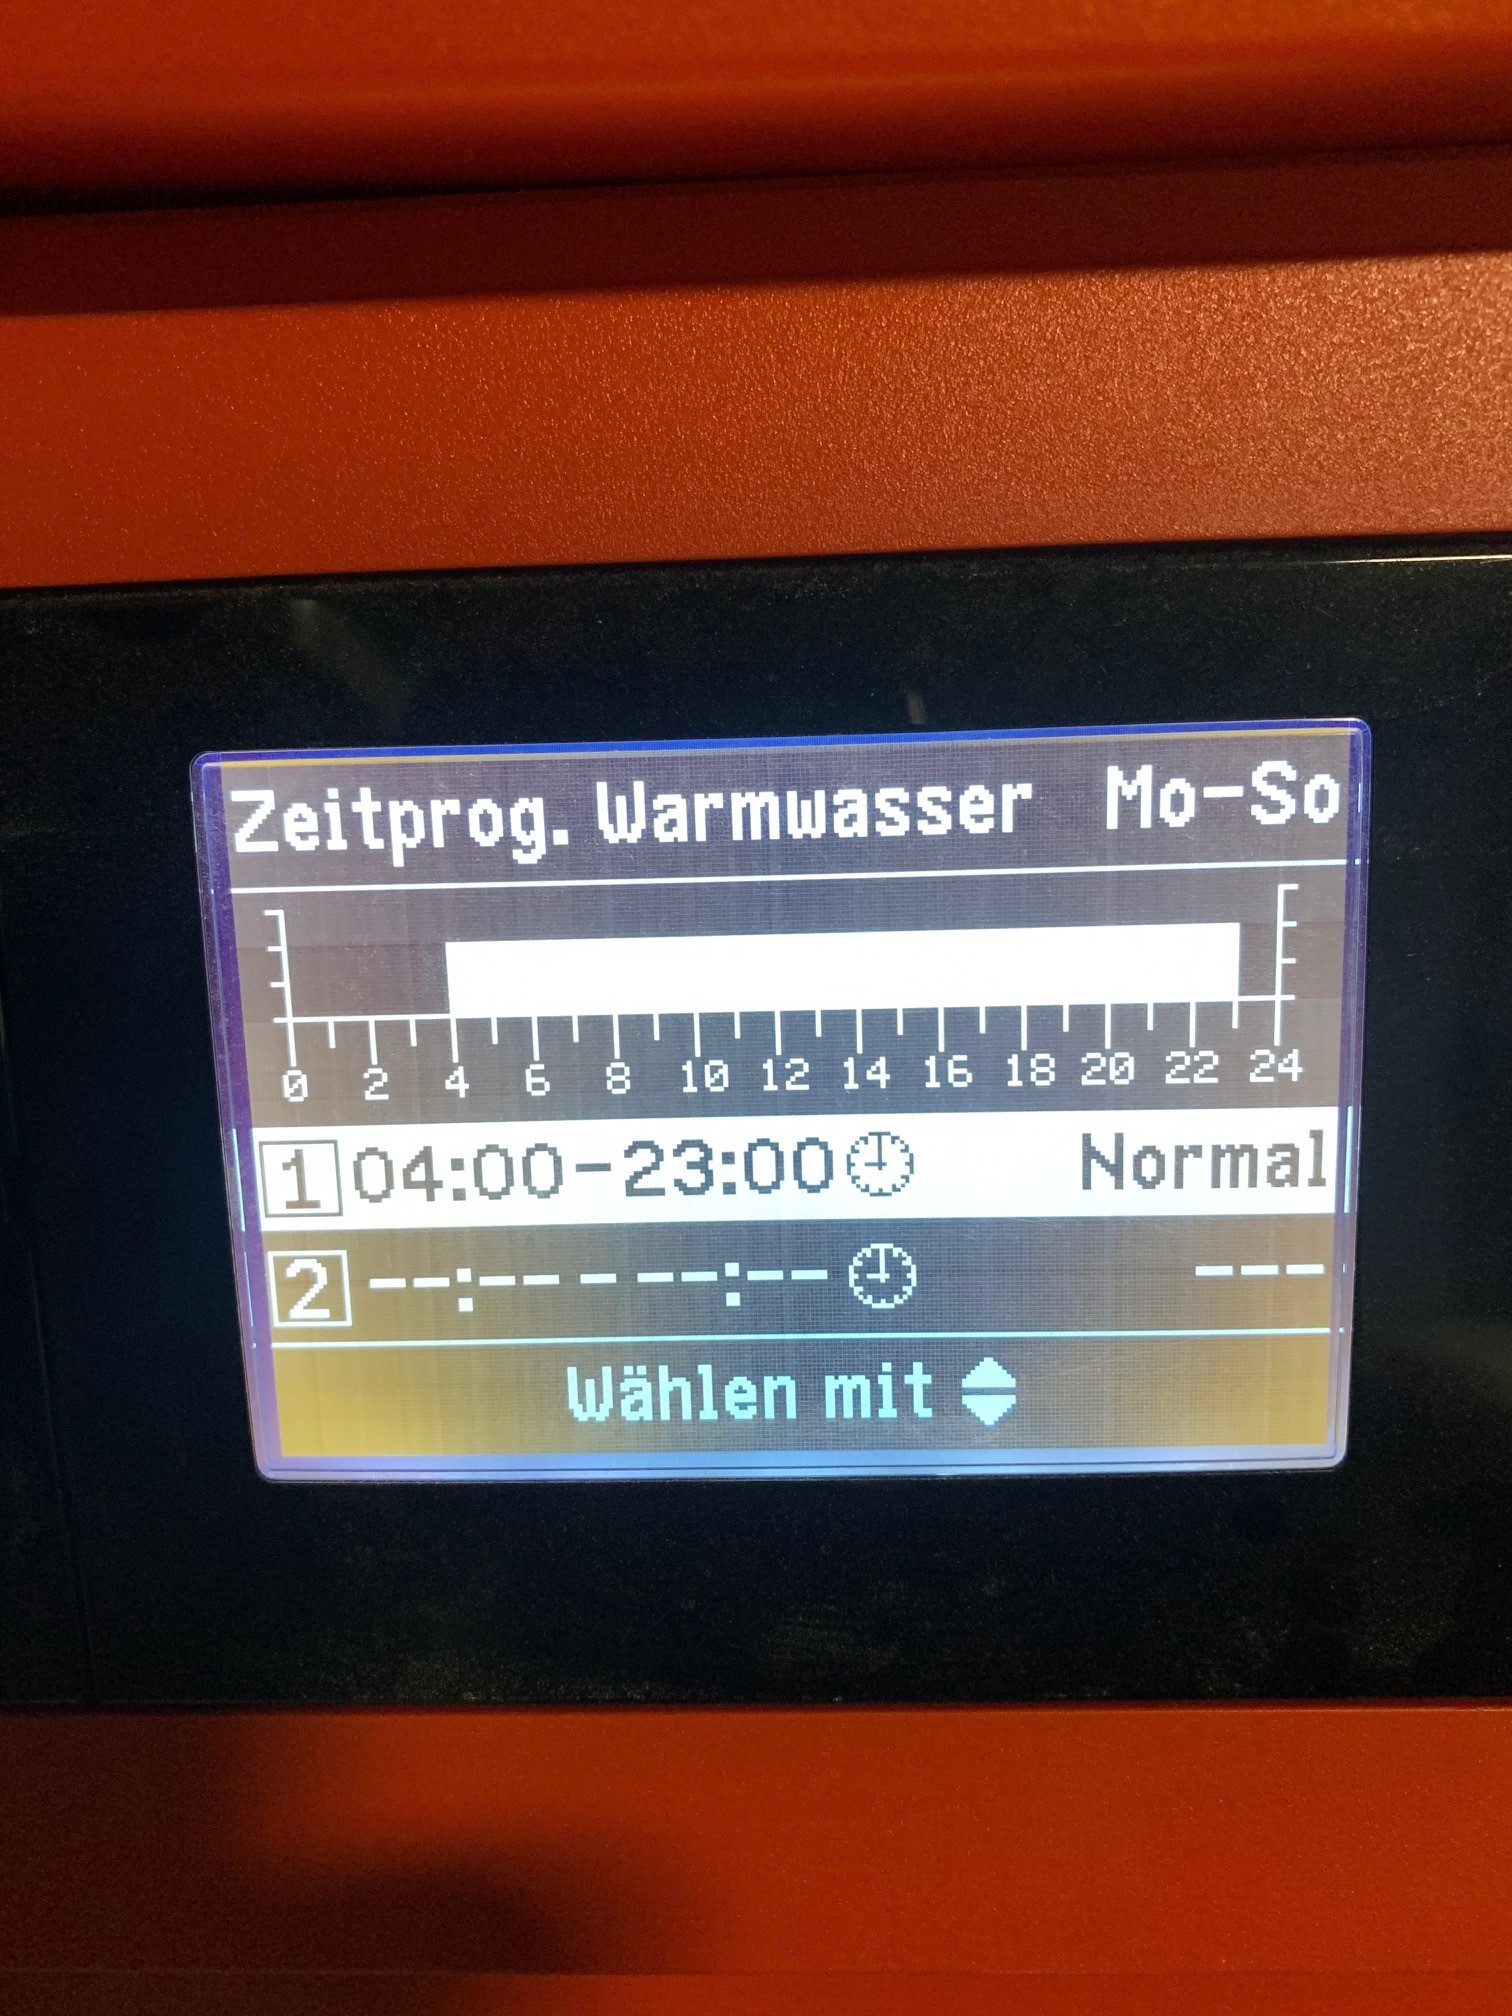 Zeitprog. Warmwasser Mo-So
0 2 4 6 8 10 12 14 16 18 20 22 24
1 04:00-23:00 Normal
2 --:-- - --:-- ---
Wählen mit